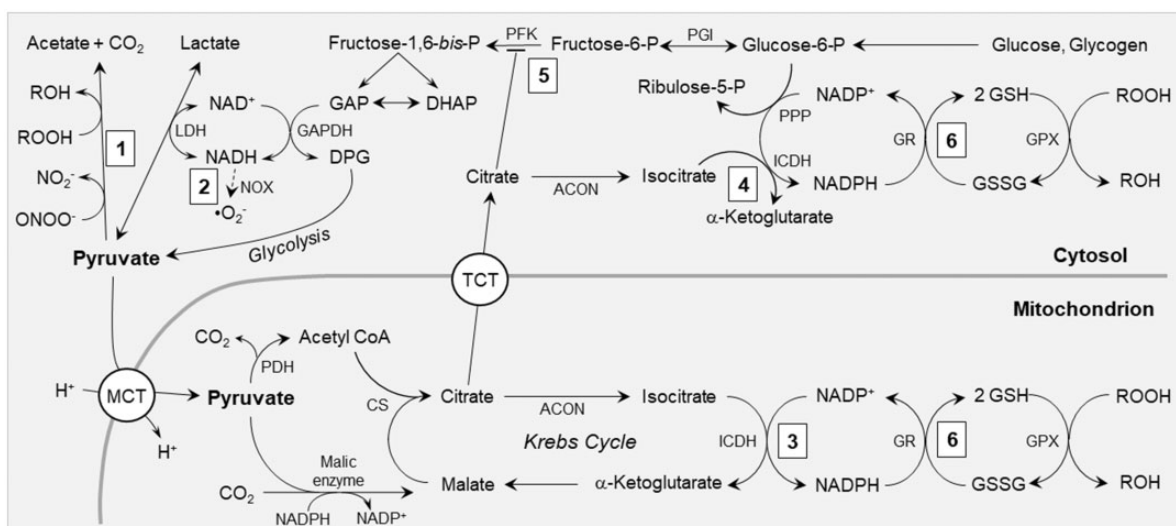 Acetate + CO₂
Lactate
Fructose-1,6-bis-P
PFK
Fructose-6-P
PGI
Glucose-6-P
Glucose, Glycogen
5
ROH
ROOH
NO₂⁻
ONOO⁻
1
LDH
NAD⁺
NADH
2
NOX
•O₂⁻
GAP
DHAP
GAPDH
DPG
Glycolysis
Pyruvate
Ribulose-5-P
PPP
NADP⁺
2 GSH
ROOH
GR
6
GPX
Citrate
ACON
Isocitrate
4
ICDH
NADPH
GSSG
ROH
α-Ketoglutarate
Cytosol
TCT
Mitochondrion
CO₂
Acetyl CoA
PDH
H⁺
MCT
H⁺
Pyruvate
CS
Citrate
ACON
Isocitrate
NADP⁺
2 GSH
ROOH
Krebs Cycle
ICDH
3
GR
6
GPX
Malic
enzyme
CO₂
NADPH
NADP⁺
Malate
α-Ketoglutarate
NADPH
GSSG
ROH